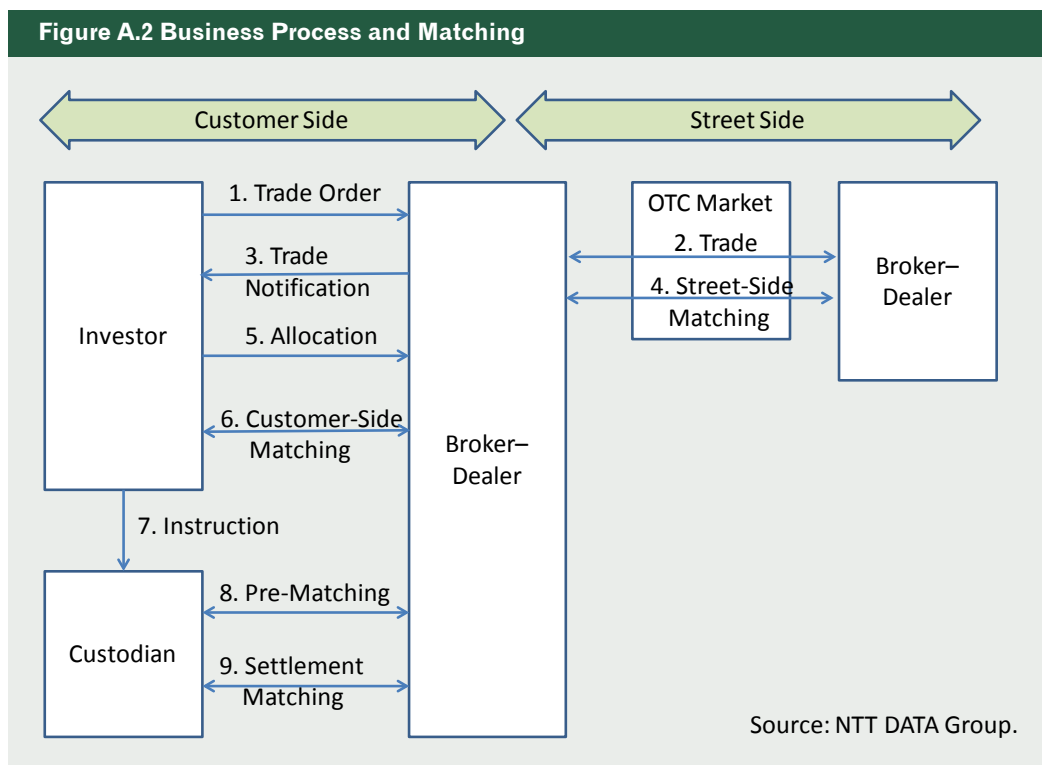 Figure A.2 Business Process and Matching
Customer Side
Street Side
1. Trade Order
OTC Market
2. Trade
3. Trade
Notification
4. Street-Side
Matching
Broker–
Dealer
Investor
5. Allocation
6. Customer-Side
Matching
Broker–
Dealer
7. Instruction
8. Pre-Matching
Custodian
9. Settlement
Matching
Source: NTT DATA Group.